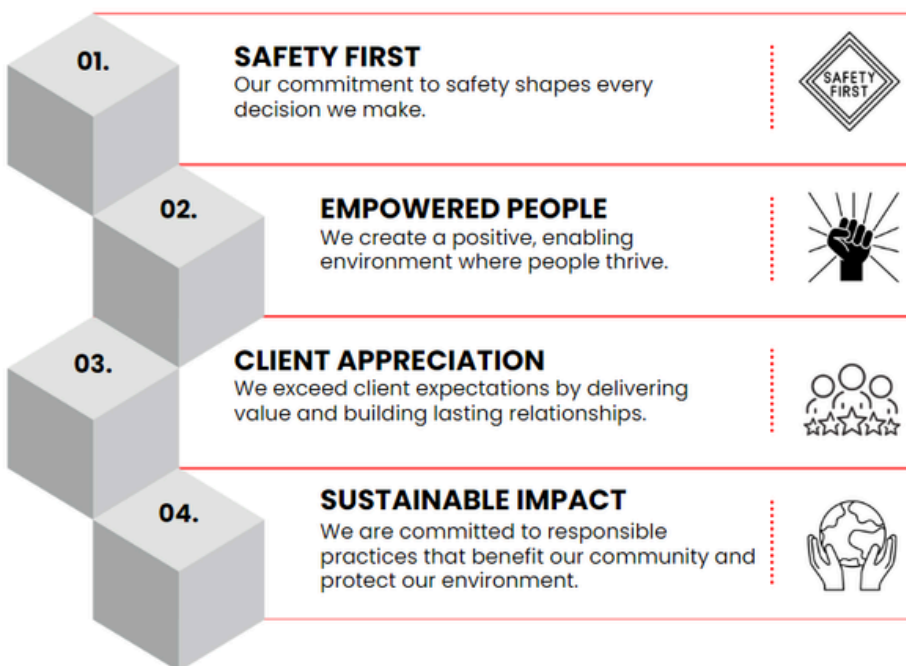 01.
SAFETY FIRST
Our commitment to safety shapes every
decision we make.
SAFETY
FIRST
02.
EMPOWERED PEOPLE
We create a positive, enabling
environment where people thrive.
03.
CLIENT APPRECIATION
We exceed client expectations by delivering
value and building lasting relationships.
04.
SUSTAINABLE IMPACT
We are committed to responsible
practices that benefit our community and
protect our environment.